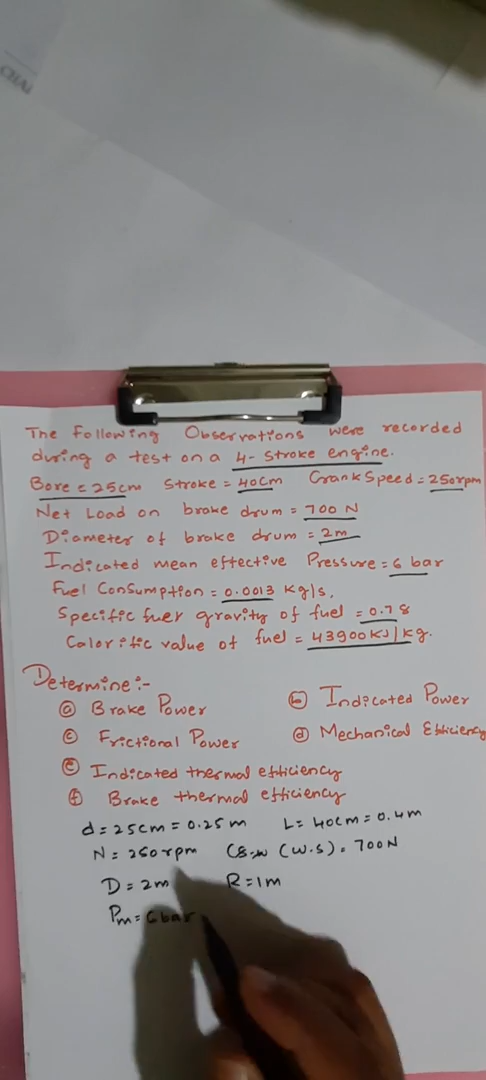 CHAI
The Following Observations were recorded
during a test on a 4-stroke engine.
Bore = 25cm Stroke = 40cm Crank Speed = 250rpm
Net Load on brake drum = 700 N
Diameter of brake drum = 2m
Indicated mean effective Pressure = 6 bar
Fuel Consumption = 0.0013 kg/s,
Specific fuel gravity of fuel = 0.78
Calorific value of fuel = 43900 KJ/kg.
Determine :-
(a) Brake Power (b) Indicated Power
(c) Frictional Power (d) Mechanical Efficiency
(e) Indicated thermal efficiency
(f) Brake thermal efficiency
d = 25cm = 0.25m L = 40cm = 0.4m
N = 250rpm (W-S) = 700N
D = 2m R = 1m
Pm = 6bar